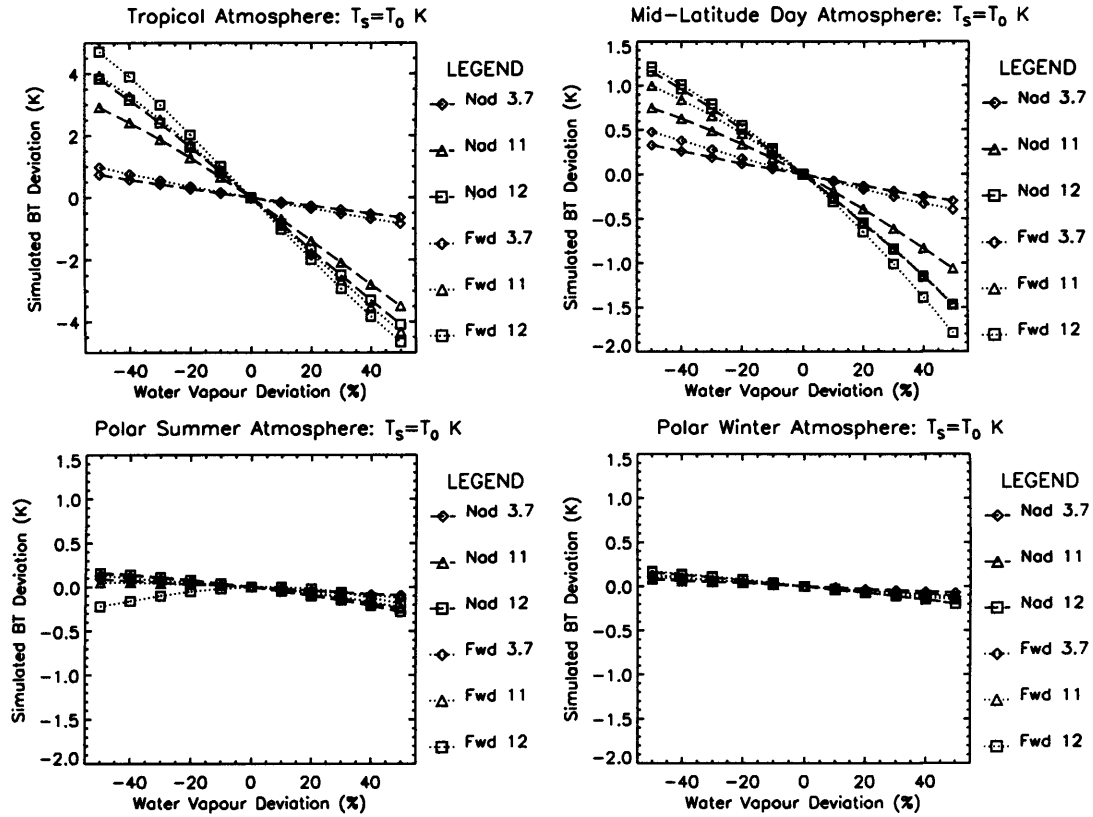 Tropical Atmosphere: Ts=T0 K
Simulated BT Deviation (K)
4
2
0
−2
−4
−40 −20 0 20 40
Water Vapour Deviation (%)
LEGEND
Nad 3.7
Nad 11
Nad 12
Fwd 3.7
Fwd 11
Fwd 12
Mid−Latitude Day Atmosphere: Ts=T0 K
Simulated BT Deviation (K)
1.5
1.0
0.5
0.0
−0.5
−1.0
−1.5
−2.0
−40 −20 0 20 40
Water Vapour Deviation (%)
LEGEND
Nad 3.7
Nad 11
Nad 12
Fwd 3.7
Fwd 11
Fwd 12
Polar Summer Atmosphere: Ts=T0 K
Simulated BT Deviation (K)
1.5
1.0
0.5
0.0
−0.5
−1.0
−1.5
−2.0
−40 −20 0 20 40
Water Vapour Deviation (%)
LEGEND
Nad 3.7
Nad 11
Nad 12
Fwd 3.7
Fwd 11
Fwd 12
Polar Winter Atmosphere: Ts=T0 K
Simulated BT Deviation (K)
1.5
1.0
0.5
0.0
−0.5
−1.0
−1.5
−2.0
−40 −20 0 20 40
Water Vapour Deviation (%)
LEGEND
Nad 3.7
Nad 11
Nad 12
Fwd 3.7
Fwd 11
Fwd 12